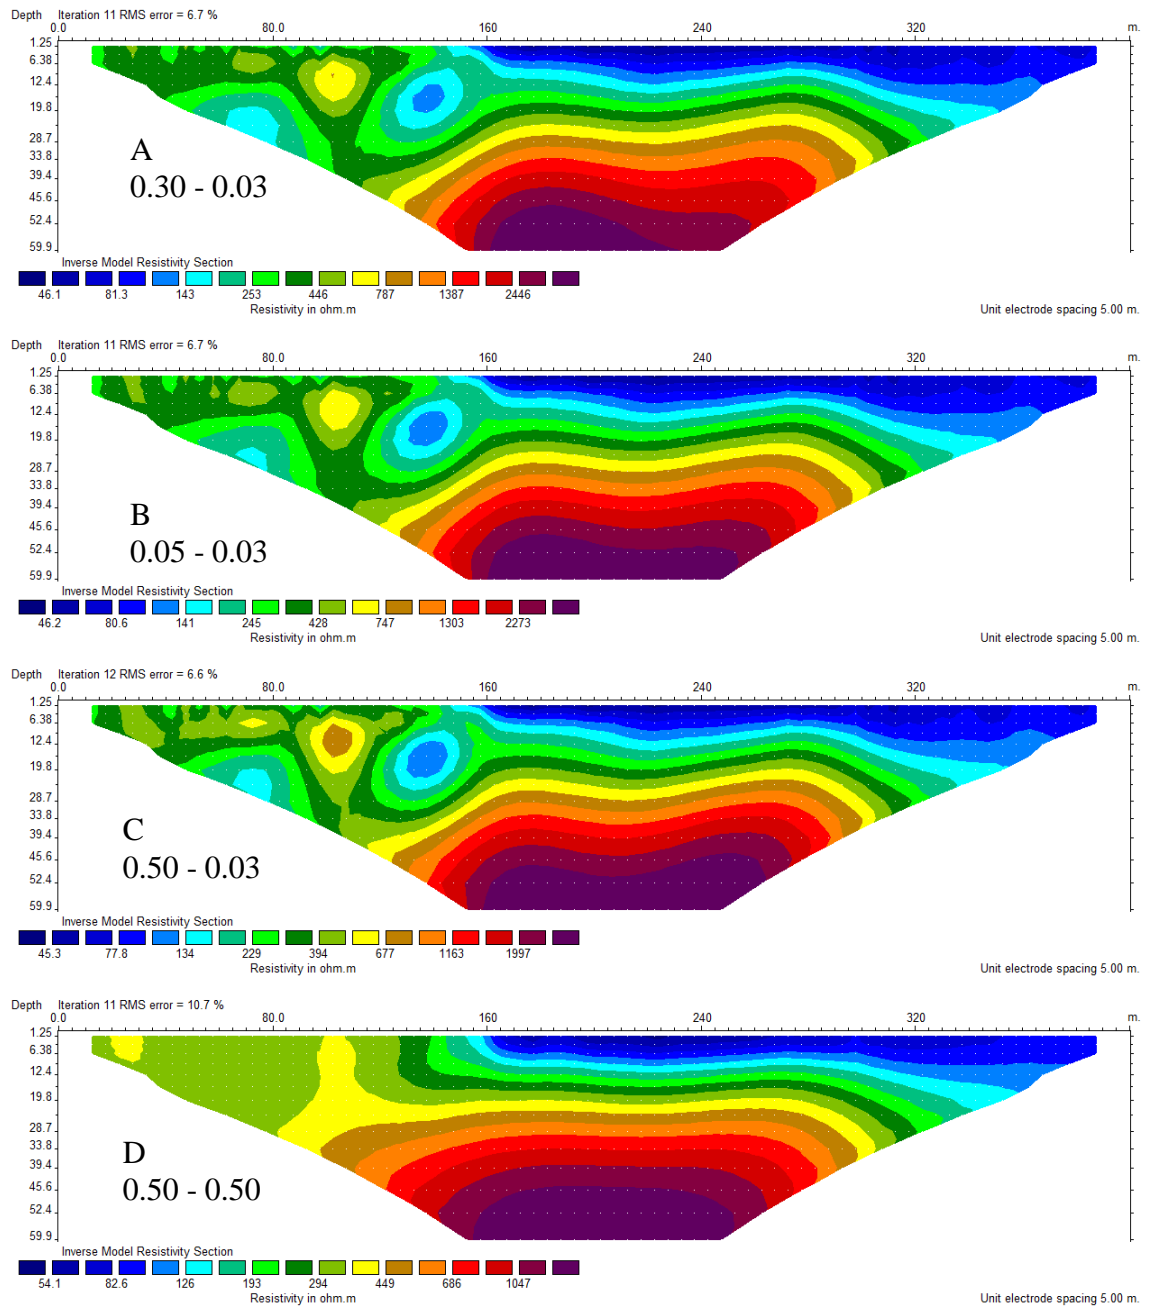 Depth Iteration 11 RMS error = 6.7 %
0.0 80.0 160 240 320 m.
1.25
6.38
12.4
19.8
28.7
33.8
39.4
45.6
52.4
59.9
A
0.30 - 0.03
Inverse Model Resistivity Section
46.1 81.3 143 253 446 787 1387 2446
Resistivity in ohm.m
Unit electrode spacing 5.00 m.
Depth Iteration 11 RMS error = 6.7 %
0.0 80.0 160 240 320 m.
1.25
6.38
12.4
19.8
28.7
33.8
39.4
45.6
52.4
59.9
B
0.05 - 0.03
Inverse Model Resistivity Section
46.2 80.6 141 245 428 747 1303 2273
Resistivity in ohm.m
Unit electrode spacing 5.00 m.
Depth Iteration 12 RMS error = 6.6 %
0.0 80.0 160 240 320 m.
1.25
6.38
12.4
19.8
28.7
33.8
39.4
45.6
52.4
59.9
C
0.50 - 0.03
Inverse Model Resistivity Section
45.3 77.8 134 229 394 677 1163 1997
Resistivity in ohm.m
Unit electrode spacing 5.00 m.
Depth Iteration 11 RMS error = 10.7 %
0.0 80.0 160 240 320 m.
1.25
6.38
12.4
19.8
28.7
33.8
39.4
45.6
52.4
59.9
D
0.50 - 0.50
Inverse Model Resistivity Section
54.1 82.6 126 193 294 449 686 1047
Resistivity in ohm.m
Unit electrode spacing 5.00 m.